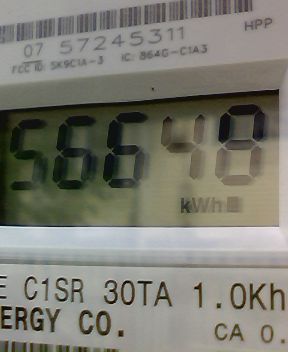 HPP
07 57245311
FCC ID: SK9C1A-3 IC: 864G-C1A3
56648
kWh
E C1SR 30TA 1.0Kh
ERGY CO.
CA 0.